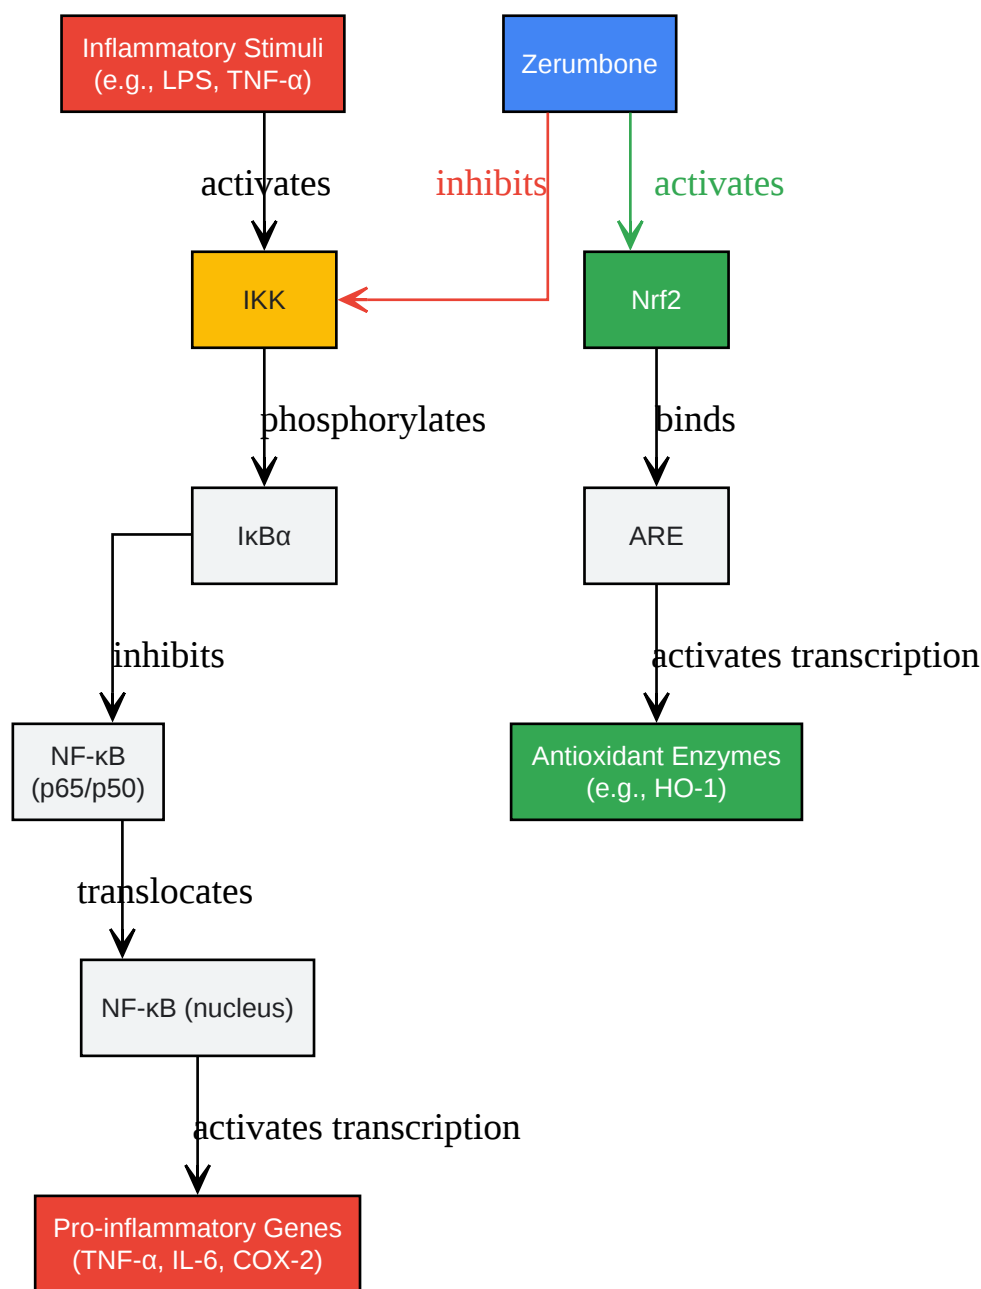 Inflammatory Stimuli
(e.g., LPS, TNF-α)
Zerumbone
activates
inhibits
activates
IKK
Nrf2
phosphorylates
binds
IκBα
ARE
inhibits
activates transcription
NF-κB
(p65/p50)
Antioxidant Enzymes
(e.g., HO-1)
translocates
NF-κB (nucleus)
activates transcription
Pro-inflammatory Genes
(TNF-α, IL-6, COX-2)